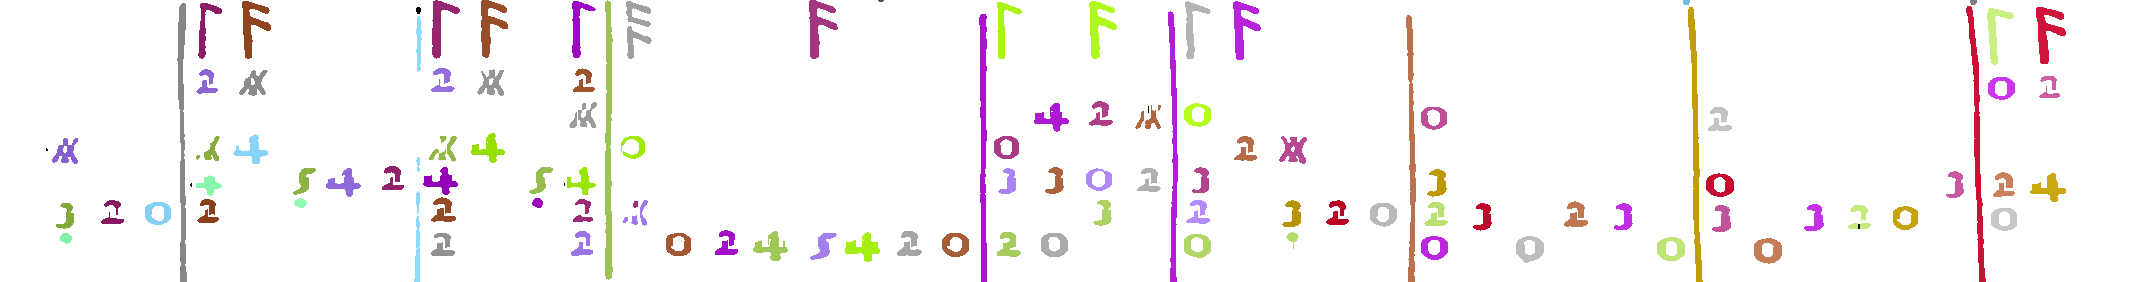 2 2 2 0 2
4 2 0 0 2
4 4 0 0 2
4 5 4 2 4 5 4 3 3 0 2 3 3 0 3 2 4
3 2 0 2 2 2 3 2 3 2 0 2 3 2 3 3 3 2 0 0
2 2 0 2 4 5 4 2 0 2 0 0 0 0 0 0